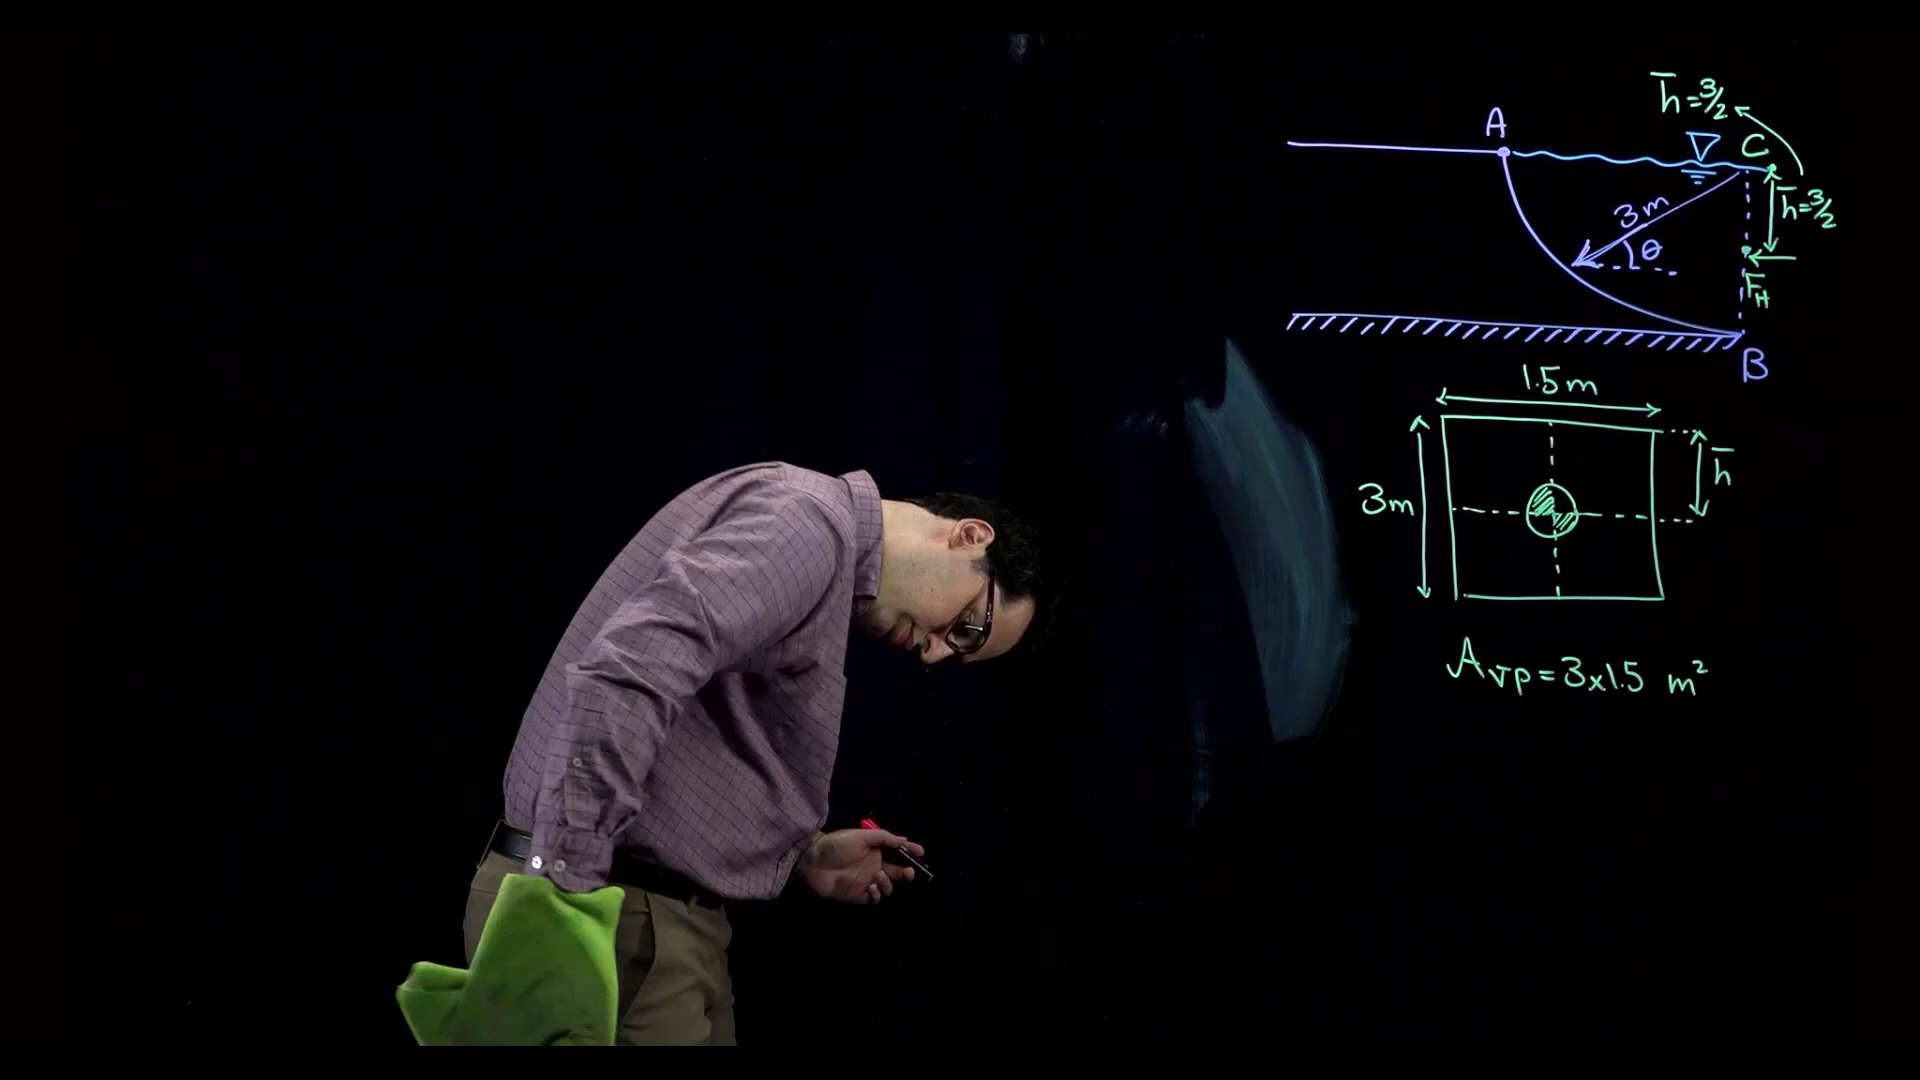 h̄ = 3/2
A
C
3m
h̄ = 3/2
θ
F_H
B
1.5m
h̄
3m
A_VP = 3x1.5 m²